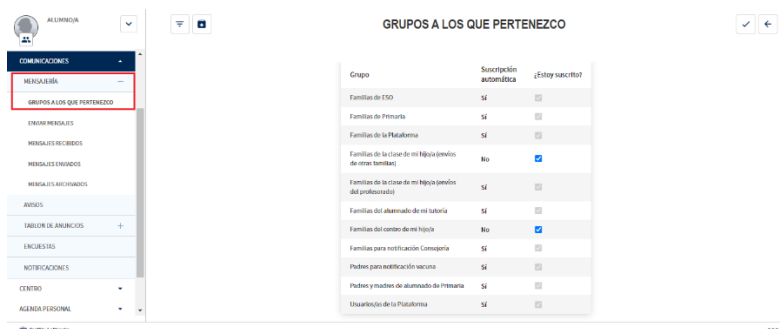 ALUMNO/A
GRUPOS A LOS QUE PERTENEZCO
COMUNICACIONES
MENSAJERÍA
GRUPOS A LOS QUE PERTENEZCO
ENVIAR MENSAJES
MENSAJES RECIBIDOS
MENSAJES ENVIADOS
MENSAJES ARCHIVADOS
AVISOS
TABLON DE ANUNCIOS
ENCUESTAS
NOTIFICACIONES
CENTRO
AGENDA PERSONAL
Grupo Suscripción automática ¿Estoy suscrito?
Familias de ESO Sí
Familias de Primaria Sí
Familias de la Plataforma Sí
Familias de la clase de mi hijo/a (envíos de otras familias) No
Familias de la clase de mi hijo/a (envíos del profesorado) Sí
Familias del alumnado de mi tutoría Sí
Familias del centro de mi hijo/a No
Familias para notificación Consejería Sí
Padres para notificación vacuna Sí
Padres y madres de alumnado de Primaria Sí
Usuarios/as de la Plataforma Sí